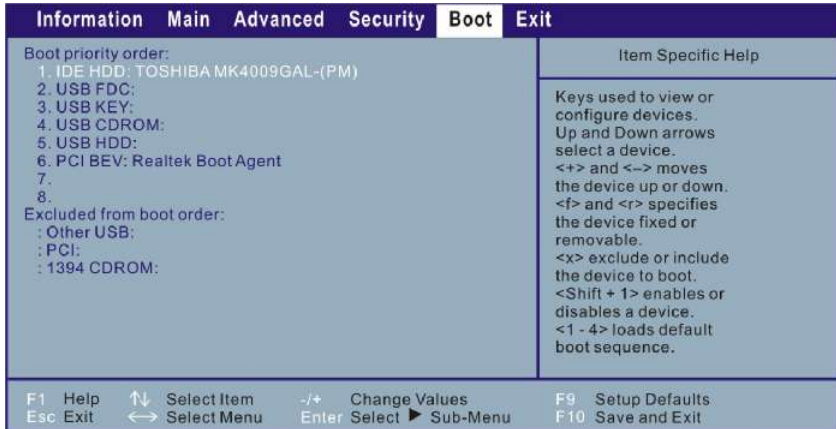 Information Main Advanced Security Boot Exit
Boot priority order:
1. IDE HDD: TOSHIBA MK4009GAL-(PM)
2. USB FDC:
3. USB KEY:
4. USB CDROM:
5. USB HDD:
6. PCI BEV: Realtek Boot Agent
7.
8.
Excluded from boot order:
: Other USB:
: PCI:
: 1394 CDROM:
Item Specific Help
Keys used to view or
configure devices.
Up and Down arrows
select a device.
<+> and <–> moves
the device up or down.
<f> and <r> specifies
the device fixed or
removable.
<x> exclude or include
the device to boot.
<Shift + 1> enables or
disables a device.
<1 - 4> loads default
boot sequence.
F1 Help ↑↓ Select Item -/+ Change Values F9 Setup Defaults
Esc Exit ↔ Select Menu Enter Select ▶ Sub-Menu F10 Save and Exit